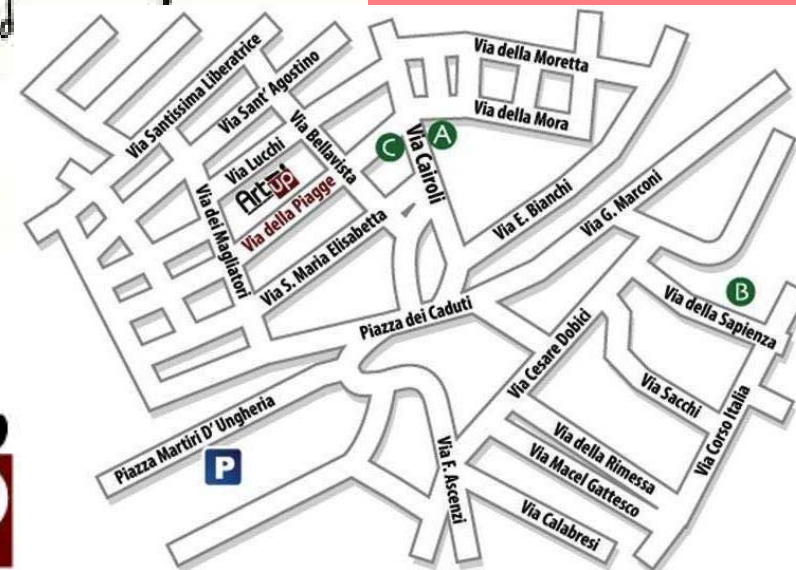 Via Santissima Liberatrice
Via Sant' Agostino
Via della Moretta
Via della Mora
Via Lucchi
Via Bellavista
C
A
Via Cairoli
Art up
Via della Piagge
Via dei Magliatori
Via S. Maria Elisabetta
Via E. Bianchi
Via G. Marconi
B
Via della Sapienza
Piazza dei Caduti
Via Cesare Dobici
Via Sacchi
Via Corso Italia
Piazza Martiri D' Ungheria
P
Via F. Ascenzi
Via della Rimessa
Via Macel Gattesco
Via Calabresi